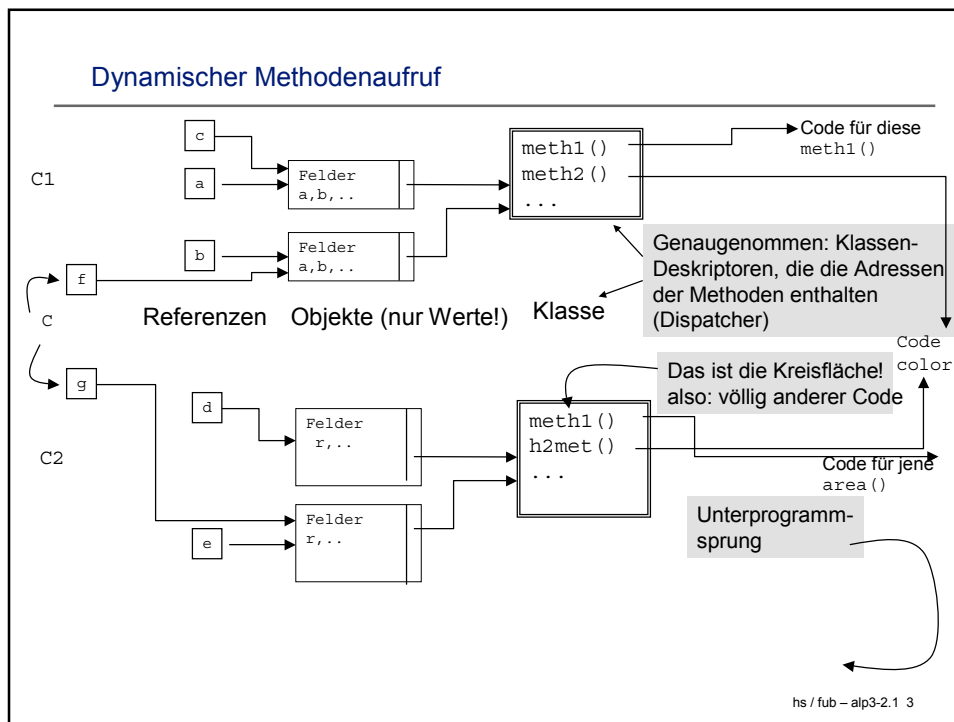 Dynamischer Methodenaufruf
c
C1
a
Felder
a,b,..
meth1()
meth2()
...
Code für diese
meth1()
b
Felder
a,b,..
f
C
Referenzen
Objekte (nur Werte!)
Klasse
Genaugenommen: Klassen-
Deskriptoren, die die Adressen
der Methoden enthalten
(Dispatcher)
Code
color
g
C2
d
Felder
r,..
Das ist die Kreisfläche!
also: völlig anderer Code
meth1()
h2met()
...
Code für jene
area()
Felder
r,..
e
Unterprogramm-
sprung
hs / fub – alp3-2.1 3